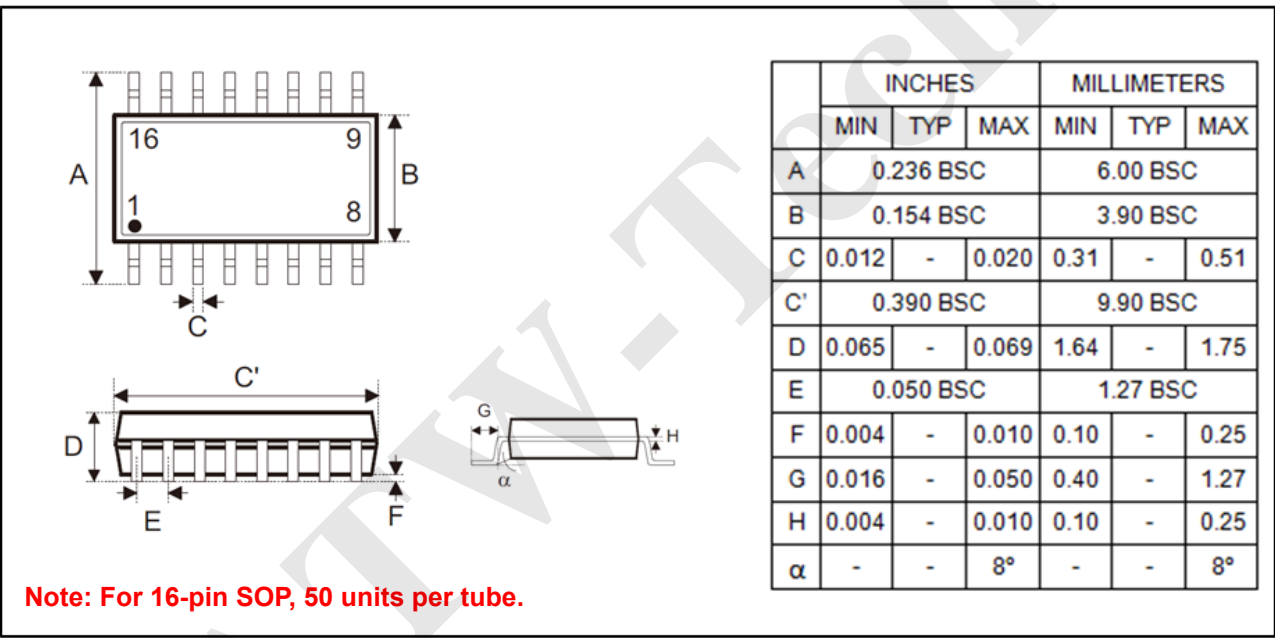 A
16 9
1 8
B
C
C'
D
E
F
G
H
α
INCHES MILLIMETERS
MIN TYP MAX MIN TYP MAX
A 0.236 BSC 6.00 BSC
B 0.154 BSC 3.90 BSC
C 0.012 - 0.020 0.31 - 0.51
C’ 0.390 BSC 9.90 BSC
D 0.065 - 0.069 1.64 - 1.75
E 0.050 BSC 1.27 BSC
F 0.004 - 0.010 0.10 - 0.25
G 0.016 - 0.050 0.40 - 1.27
H 0.004 - 0.010 0.10 - 0.25
α - - 8º - - 8º
Note: For 16-pin SOP, 50 units per tube.
TW-Tech